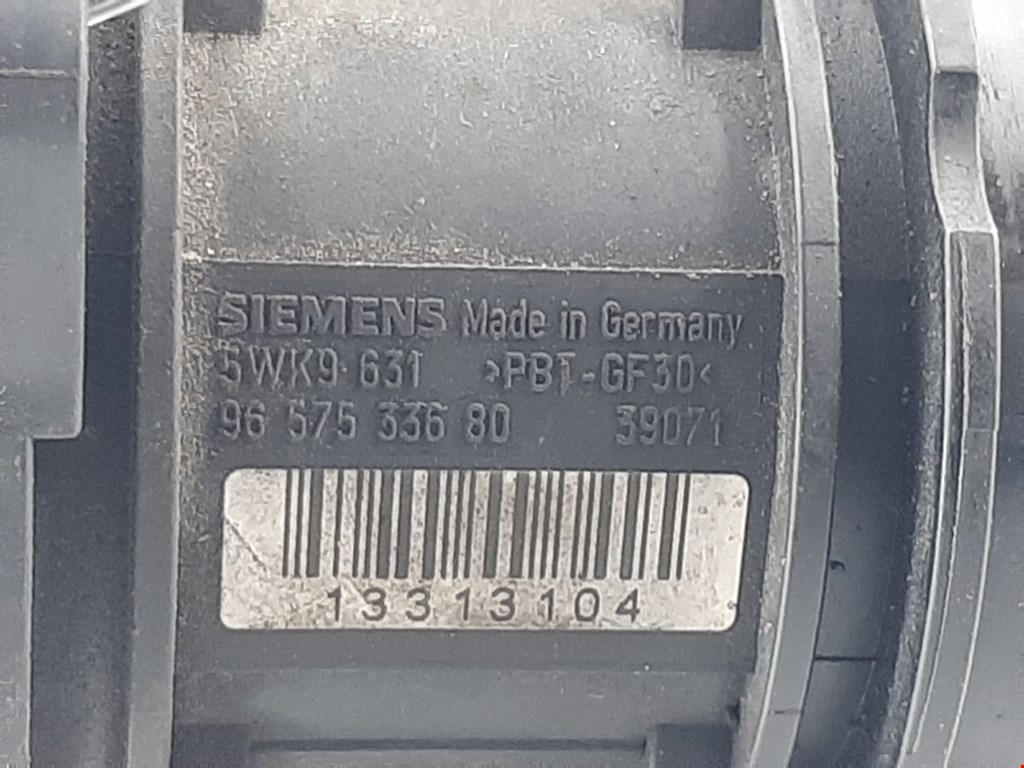 SIEMENS Made in Germany
5WK9 631 >PBT-GF30<
96 575 336 80 39071
13313104